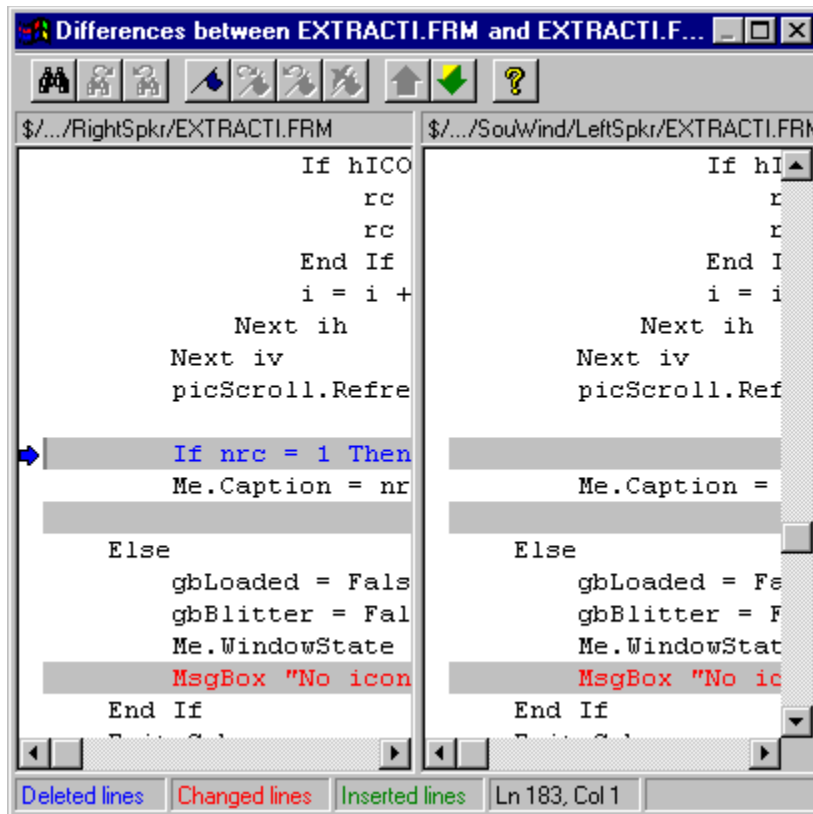 Differences between EXTRACTI.FRM and EXTRACTI.F...
$/.../RightSpkr/EXTRACTI.FRM
If hICO
rc
rc
End If
i = i +
Next ih
Next iv
picScroll.Refre
If nrc = 1 Then
Me.Caption = nr
Else
gbLoaded = Fals
gbBlitter = Fal
Me.WindowState
MsgBox "No icon
End If
$/.../SouWind/LeftSpkr/EXTRACTI.FRM
If hI
r
r
End I
i = i
Next ih
Next iv
picScroll.Ref
Me.Caption =
Else
gbLoaded = Fa
gbBlitter = F
Me.WindowStat
MsgBox "No ic
End If
Deleted lines Changed lines Inserted lines Ln 183, Col 1